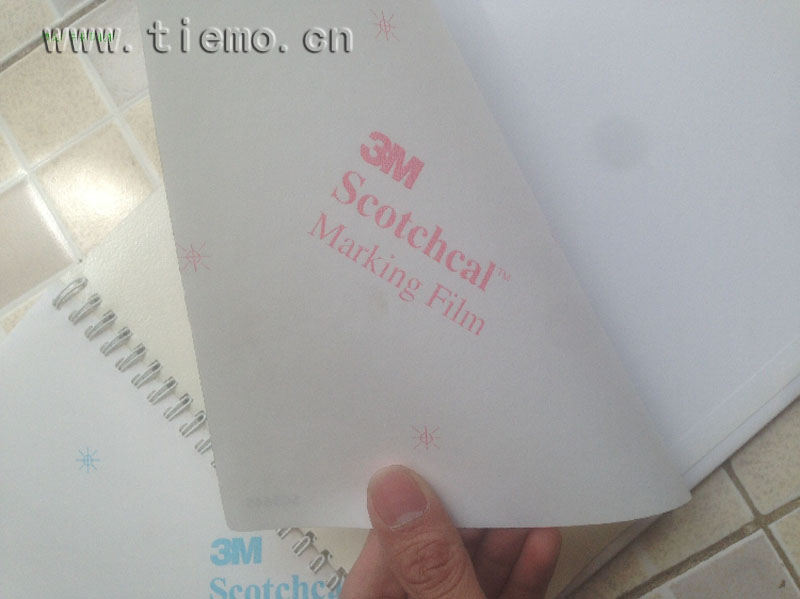 www.tiemo.cn
3M
Scotchcal™
Marking Film
3M
Scotchcal